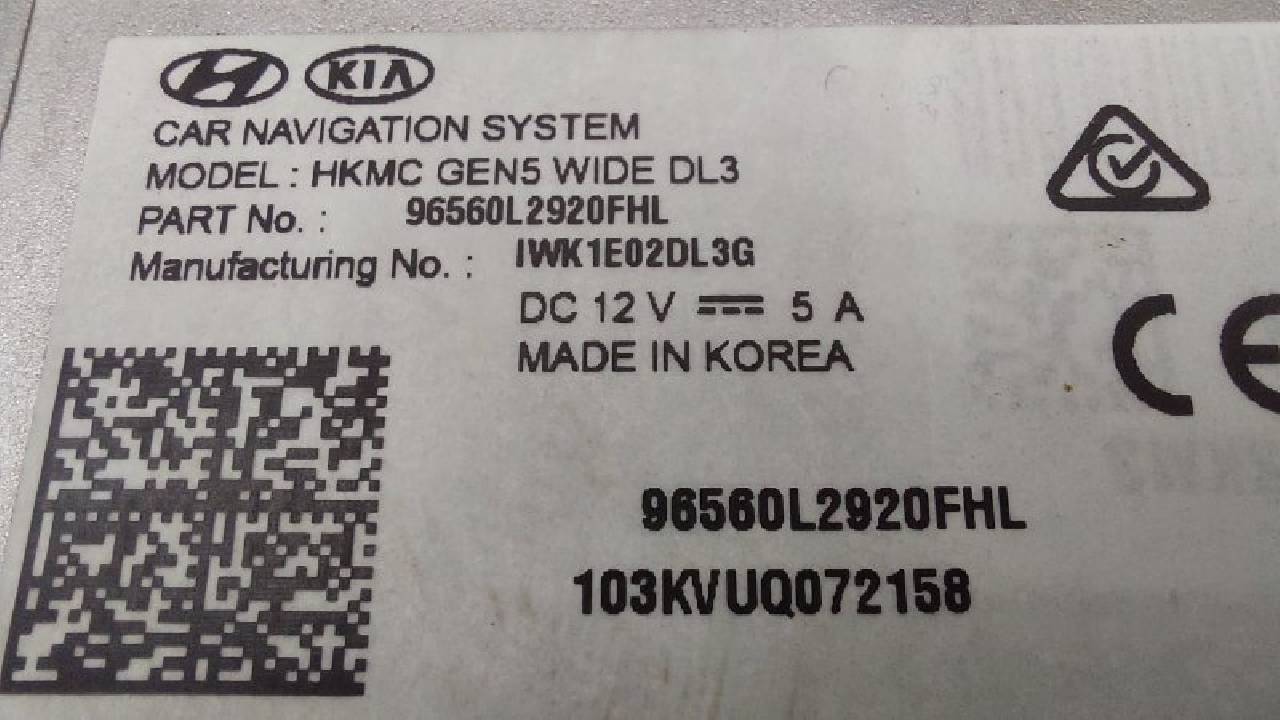 KIA
CAR NAVIGATION SYSTEM
MODEL : HKMC GEN5 WIDE DL3
PART No. : 96560L2920FHL
Manufacturing No. : IWK1E02DL3G
DC 12 V ⎓ 5 A
MADE IN KOREA
CE
96560L2920FHL
103KVUQ072158